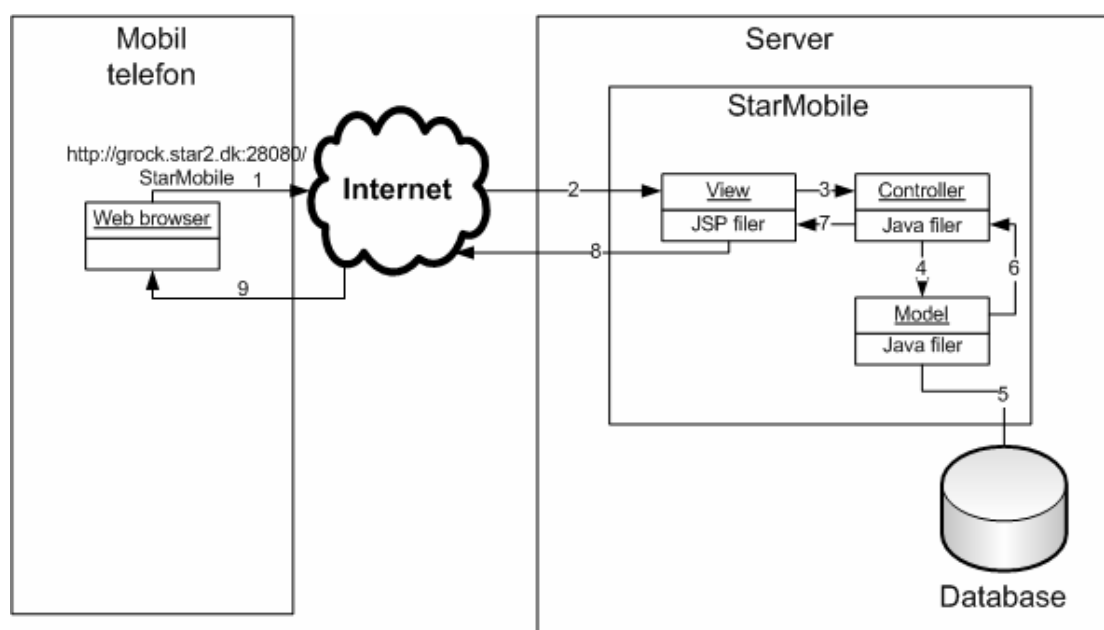 Mobil
telefon
http://grock.star2.dk:28080/
StarMobile
1
Web browser
9
Internet
2
8
Server
StarMobile
View
JSP filer
3
7
Controller
Java filer
4
6
Model
Java filer
5
Database